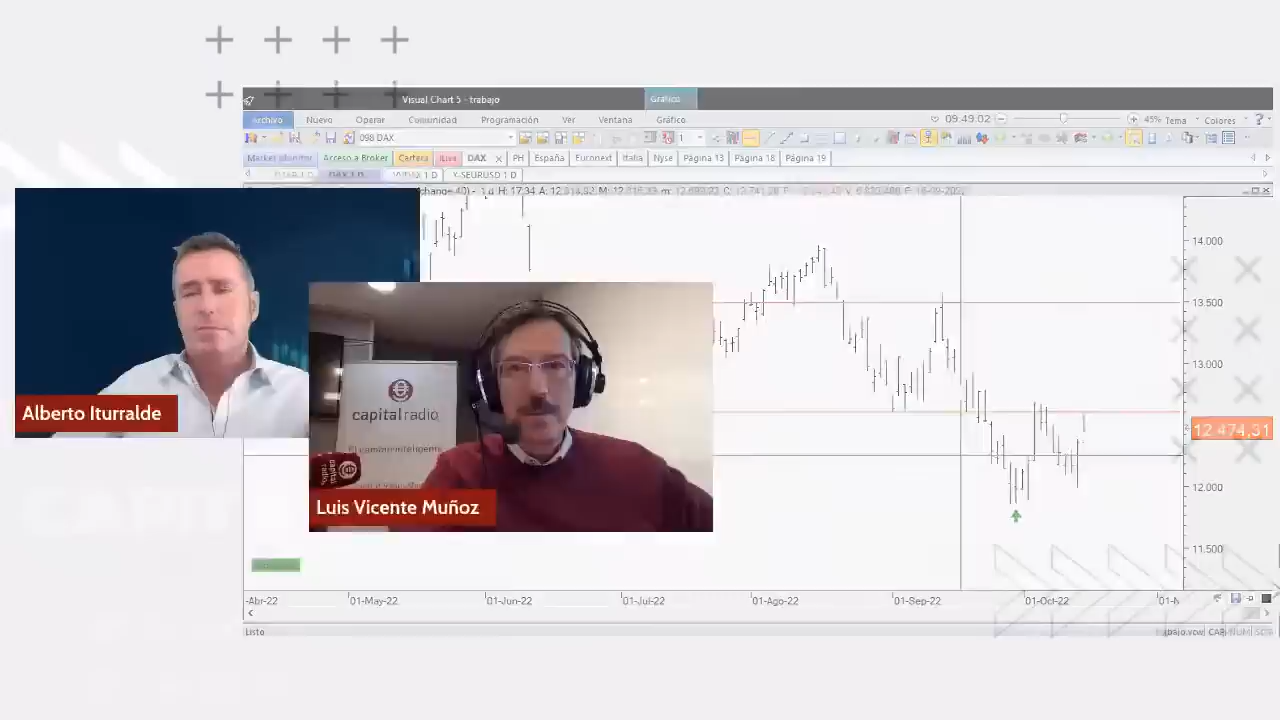 Visual Chart 5 - trabajo
Gráfico
Archivo Nuevo Operar Comunidad Programación Ver Ventana Gráfico
09:49:02
45% Tema Colores
098 DAX
1
Market Monitor Acceso a Broker Cartera DAX PH España Euronext Italia Nyse Página 13 Página 18 Página 19
DAX 1 D X-SEURUSD 1 D
14.000
13.500
13.000
12.474,31
12.000
11.500
Alberto Iturralde
capitalradio
capital
radio
Luis Vicente Muñoz
-Abr-22 01-May-22 01-Jun-22 01-Jul-22 01-Ago-22 01-Sep-22 01-Oct-22
Listo